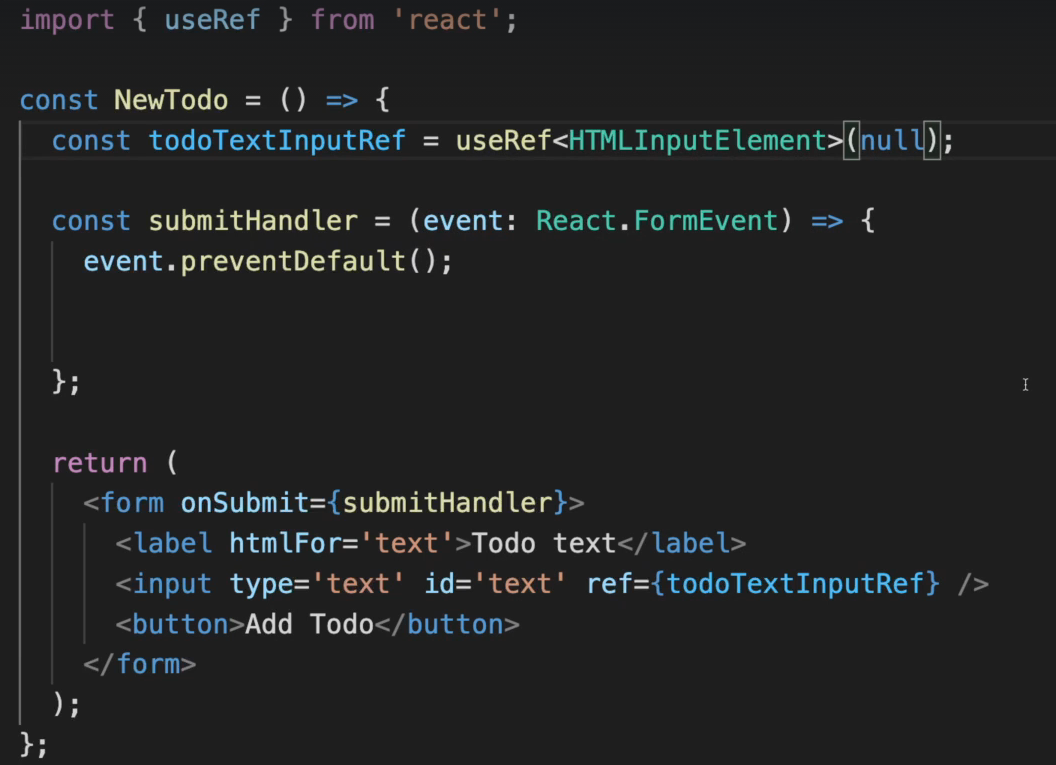 import { useRef } from 'react';
const NewTodo = () => {
const todoTextInputRef = useRef<HTMLInputElement>(null);
const submitHandler = (event: React.FormEvent) => {
event.preventDefault();
};
return (
<form onSubmit={submitHandler}>
<label htmlFor='text'>Todo text</label>
<input type='text' id='text' ref={todoTextInputRef} />
<button>Add Todo</button>
</form>
);
};